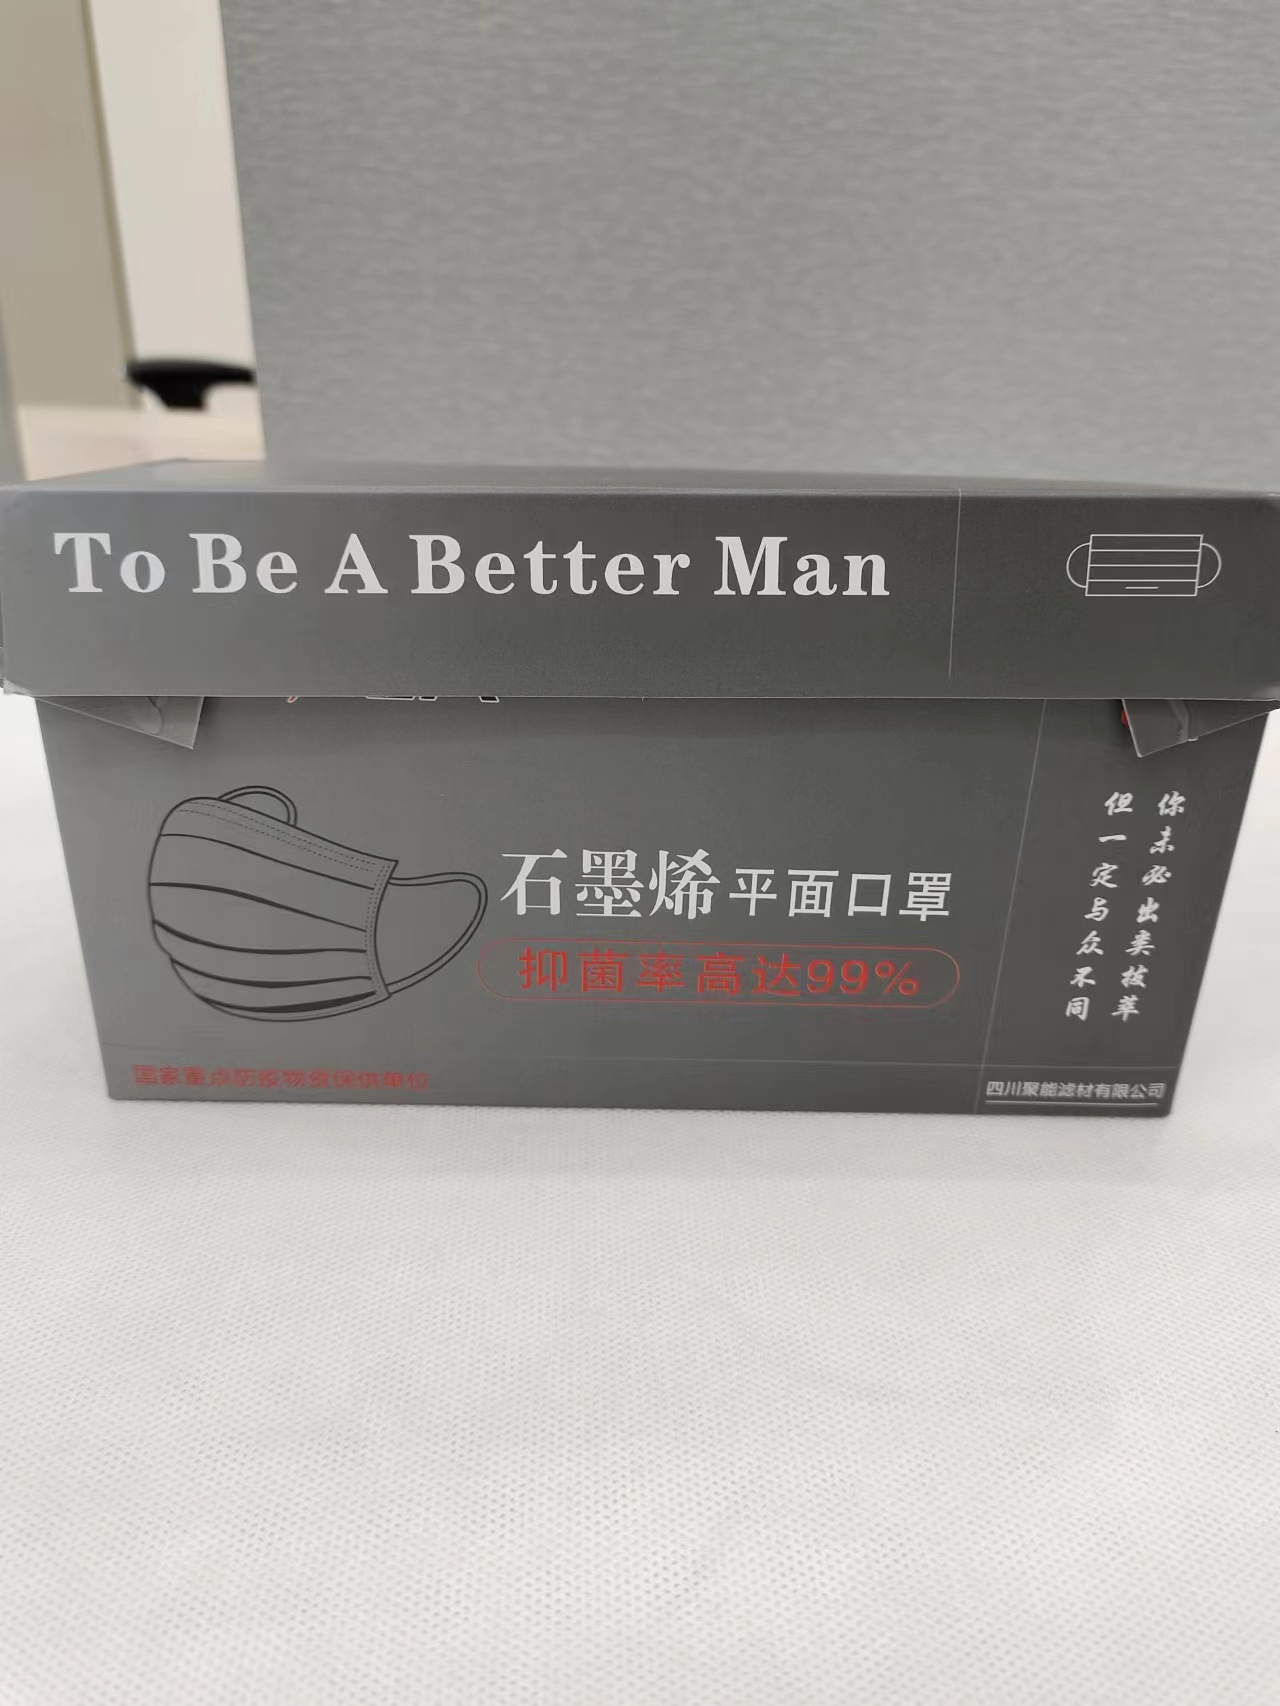 To Be A Better Man
石墨烯平面口罩
抑菌率高达99%
你未必出类拔萃
但一定与众不同
国家重点防疫物资保供单位
四川聚能滤材有限公司